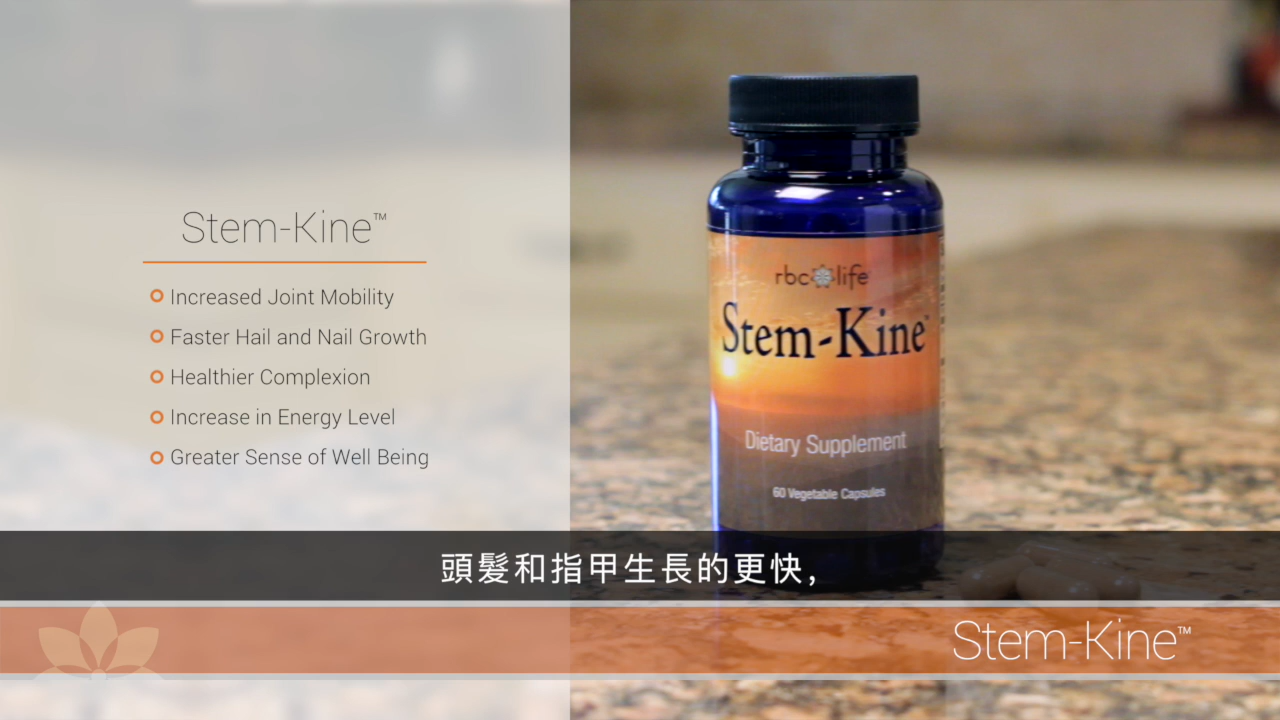 Stem-Kine™
Increased Joint Mobility
Faster Hail and Nail Growth
Healthier Complexion
Increase in Energy Level
Greater Sense of Well Being
rbc life
Stem-Kine™
Dietary Supplement
60 Vegetable Capsules
頭髮和指甲生長的更快,
Stem-Kine™